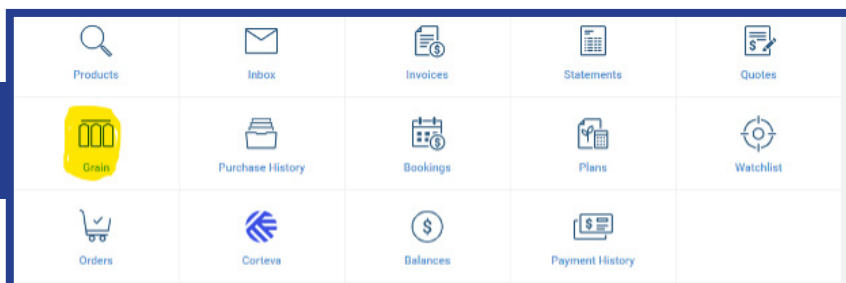 Products Inbox Invoices Statements Quotes
Grain Purchase History Bookings Plans Watchlist
Orders Corteva Balances Payment History